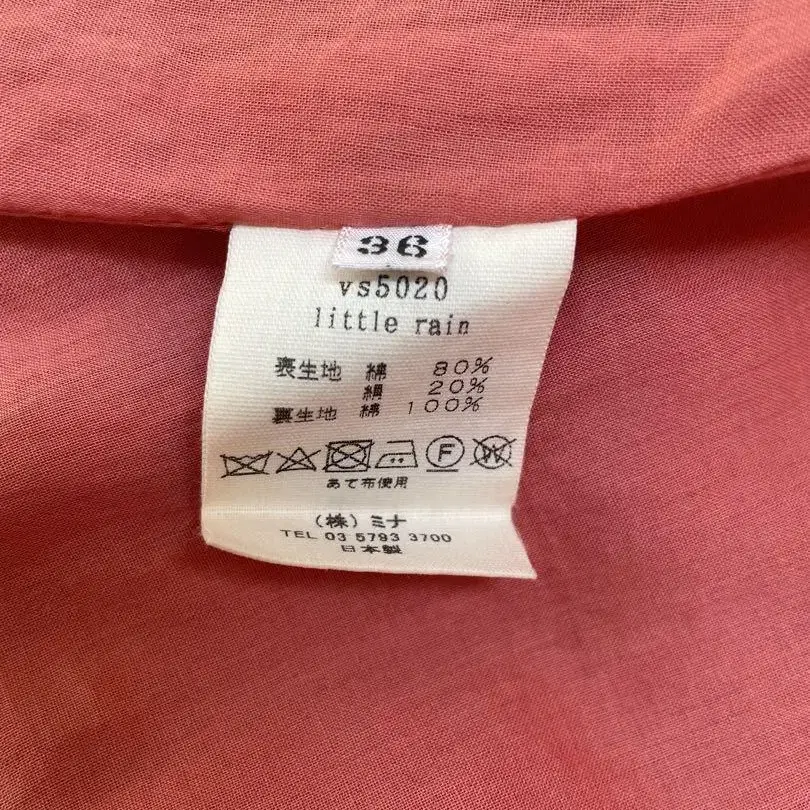 36
vs5020
little rain
表生地 綿 80%
絹 20%
裏生地 綿 100%
F W
あて布使用
(株)ミナ
TEL 03 5793 3700
日本製